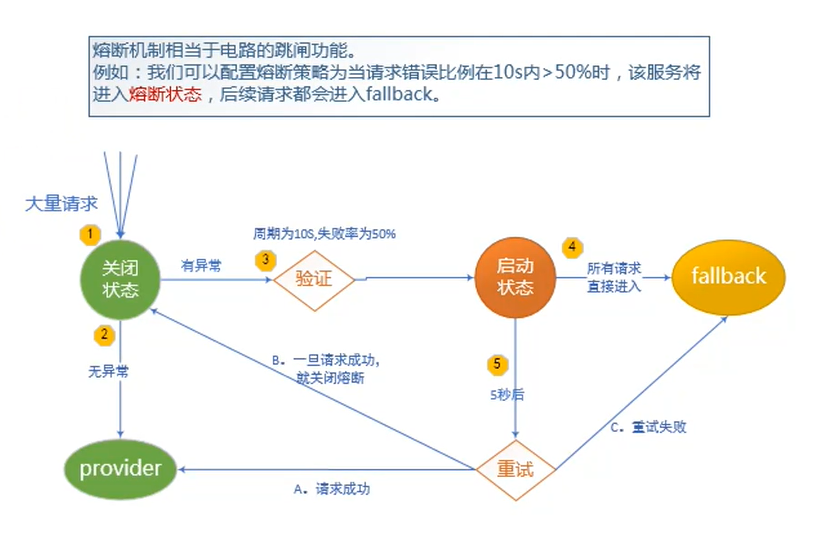 熔断机制相当于电路的跳闸功能。
例如：我们可以配置熔断策略为当请求错误比例在10s内>50%时，该服务将
进入熔断状态，后续请求都会进入fallback。
大量请求
1
关闭
状态
有异常
周期为10S,失败率为50%
3
验证
启动
状态
4
所有请求
直接进入
fallback
2
无异常
B. 一旦请求成功，
就关闭熔断
5
5秒后
C. 重试失败
provider
A. 请求成功
重试